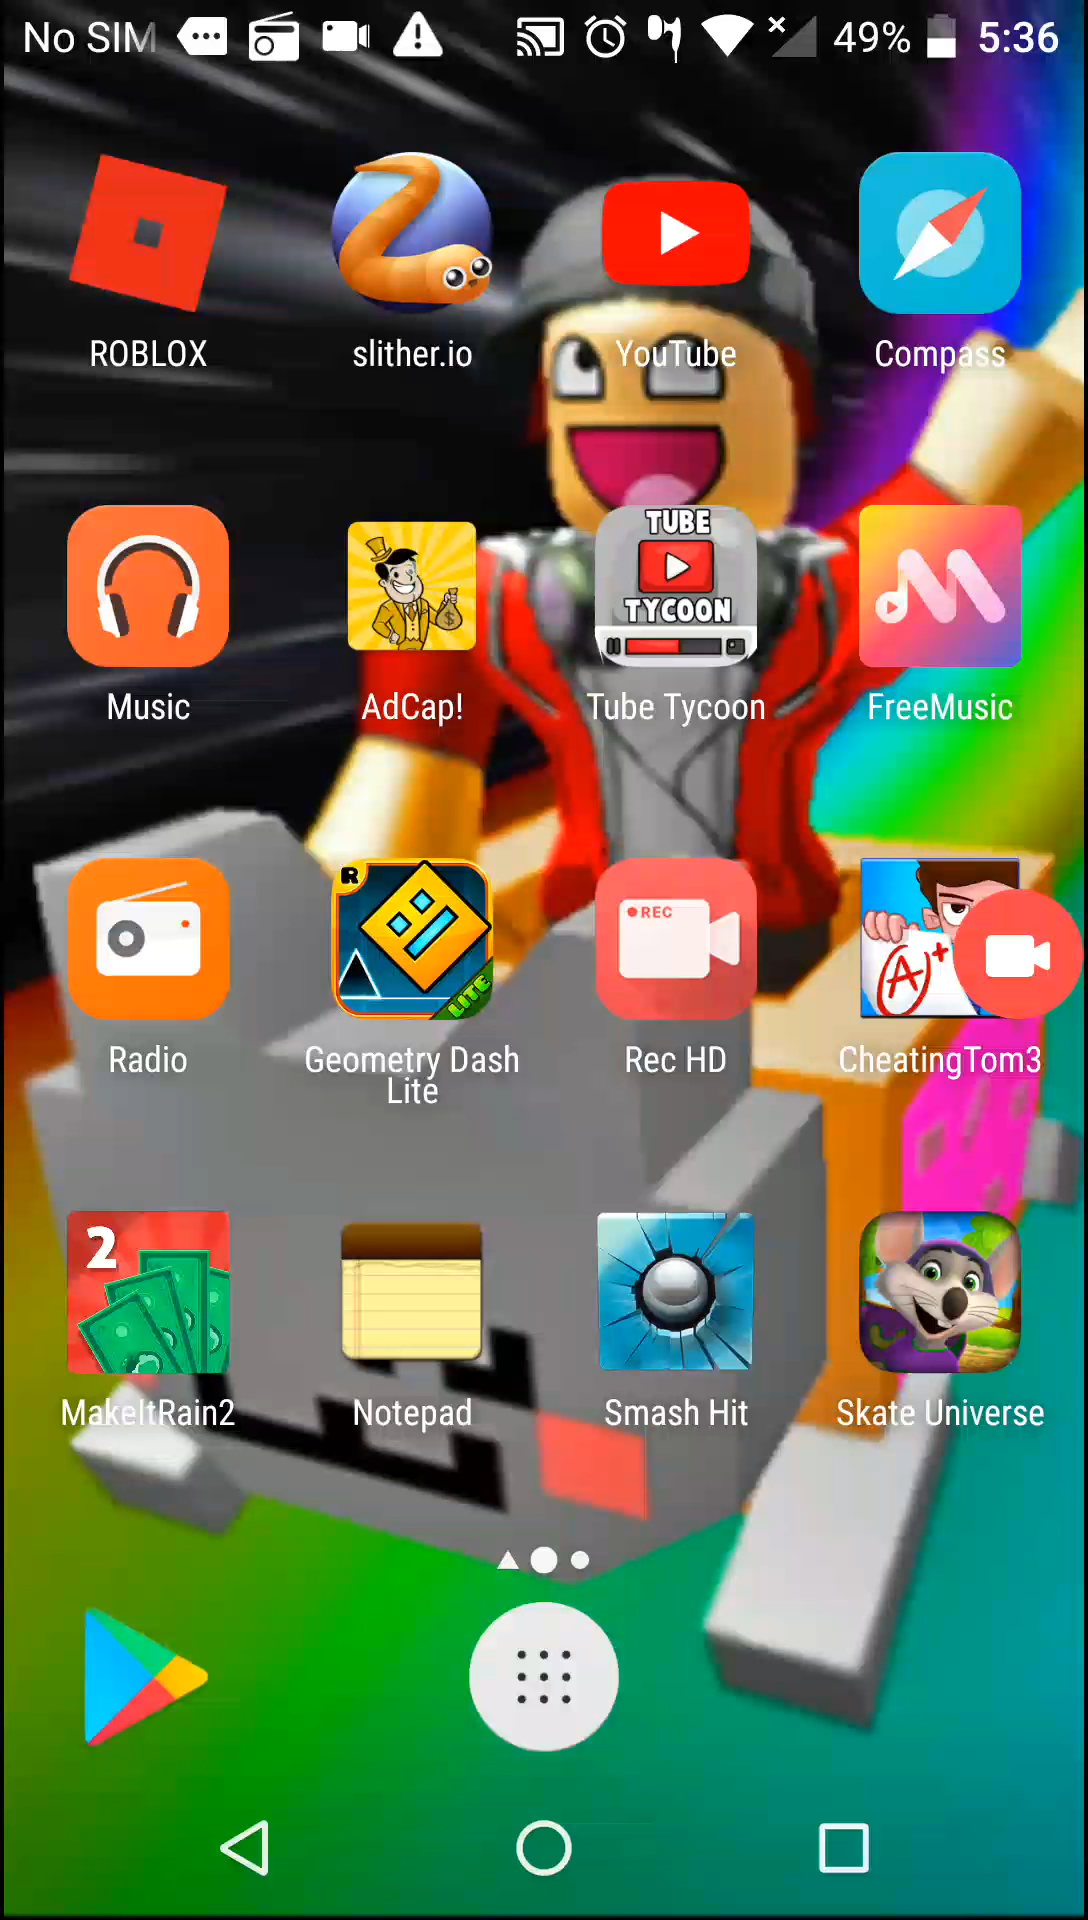 No SIM 49% 5:36
ROBLOX slither.io YouTube Compass
TUBE
TYCOON
Music AdCap! Tube Tycoon FreeMusic
R
REC
A+
LITE
Radio Geometry Dash Rec HD CheatingTom3
Lite
2
MakeItRain2 Notepad Smash Hit Skate Universe